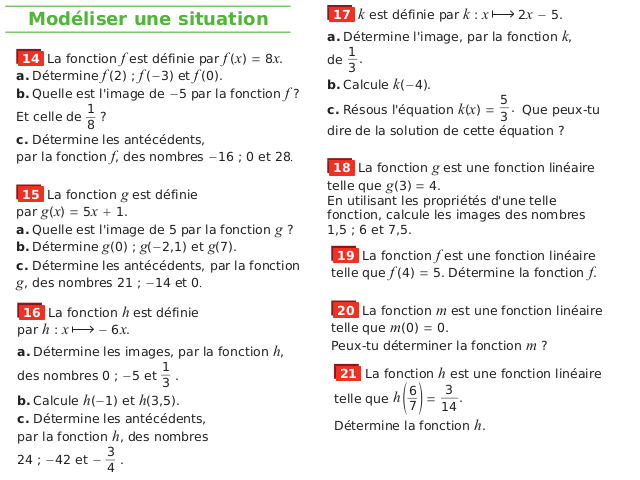 Modéliser une situation
14 La fonction f est définie par f(x) = 8x.
a. Détermine f(2) ; f(−3) et f(0).
b. Quelle est l'image de −5 par la fonction f ?
Et celle de 1/8 ?
c. Détermine les antécédents,
par la fonction f, des nombres −16 ; 0 et 28.
15 La fonction g est définie
par g(x) = 5x + 1.
a. Quelle est l'image de 5 par la fonction g ?
b. Détermine g(0) ; g(−2,1) et g(7).
c. Détermine les antécédents, par la fonction
g, des nombres 21 ; −14 et 0.
16 La fonction h est définie
par h : x ⟼ − 6x.
a. Détermine les images, par la fonction h,
des nombres 0 ; −5 et 1/3 .
b. Calcule h(−1) et h(3,5).
c. Détermine les antécédents,
par la fonction h, des nombres
24 ; −42 et − 3/4 .
17 k est définie par k : x ⟼ 2x − 5.
a. Détermine l'image, par la fonction k,
de 1/3.
b. Calcule k(−4).
c. Résous l'équation k(x) = 5/3. Que peux-tu
dire de la solution de cette équation ?
18 La fonction g est une fonction linéaire
telle que g(3) = 4.
En utilisant les propriétés d'une telle
fonction, calcule les images des nombres
1,5 ; 6 et 7,5.
19 La fonction f est une fonction linéaire
telle que f(4) = 5. Détermine la fonction f.
20 La fonction m est une fonction linéaire
telle que m(0) = 0.
Peux-tu déterminer la fonction m ?
21 La fonction h est une fonction linéaire
telle que h(6/7) = 3/14.
Détermine la fonction h.